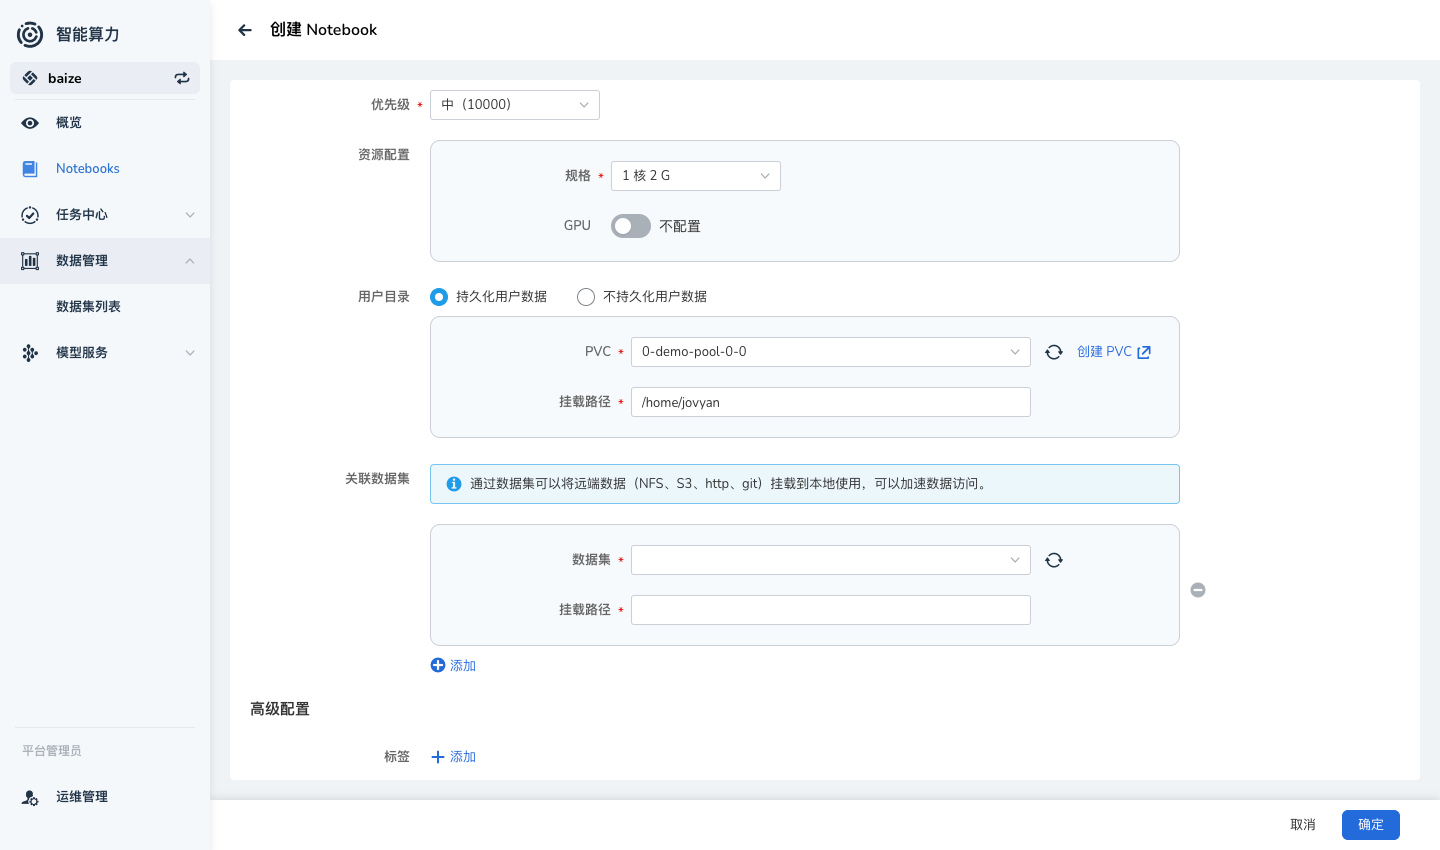 智能算力
baize
概览
Notebooks
任务中心
数据管理
数据集列表
模型服务
平台管理员
运维管理
创建 Notebook
优先级 * 中（10000）
资源配置
规格 * 1 核 2 G
GPU 不配置
用户目录 持久化用户数据 不持久化用户数据
PVC * 0-demo-pool-0-0 创建 PVC
挂载路径 * /home/jovyan
关联数据集 通过数据集可以将远端数据（NFS、S3、http、git）挂载到本地使用，可以加速数据访问。
数据集 *
挂载路径 *
添加
高级配置
标签 添加
取消 确定